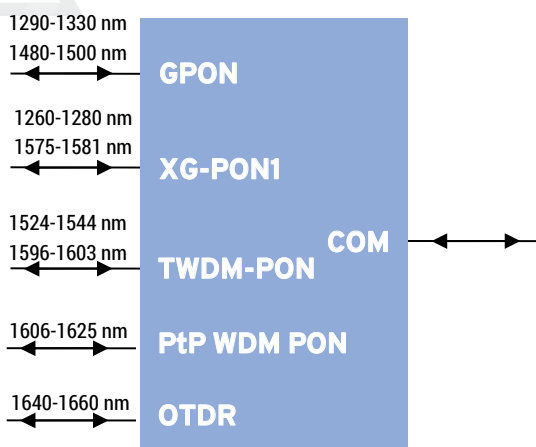 1290-1330 nm
1480-1500 nm
GPON
1260-1280 nm
1575-1581 nm
XG-PON1
1524-1544 nm
1596-1603 nm
TWDM-PON
COM
1606-1625 nm
PtP WDM PON
1640-1660 nm
OTDR